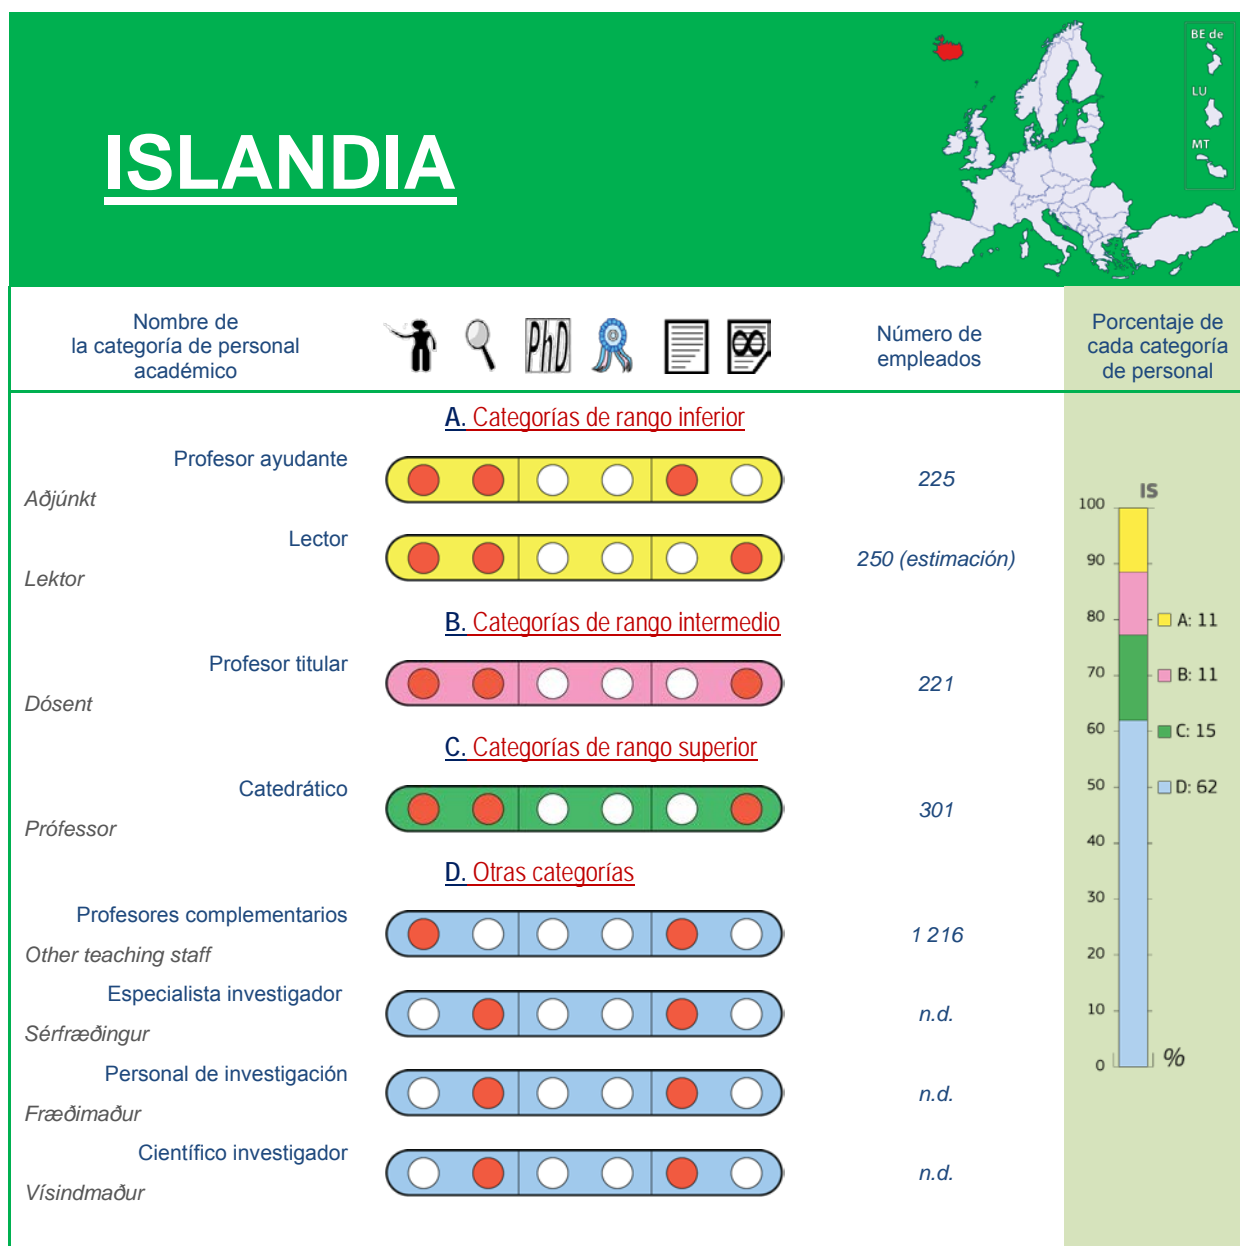 BE de
LU
MT
ISLANDIA
Nombre de
la categoría de personal
académico
PhD
∞
Número de
empleados
Porcentaje de
cada categoría
de personal
A. Categorías de rango inferior
Profesor ayudante
225
Aðjúnkt
Lector
250 (estimación)
Lektor
B. Categorías de rango intermedio
Profesor titular
221
Dósent
C. Categorías de rango superior
Catedrático
301
Prófessor
D. Otras categorías
Profesores complementarios
1 216
Other teaching staff
Especialista investigador
n.d.
Sérfræðingur
Personal de investigación
n.d.
Fræðimaður
Científico investigador
n.d.
Vísindmaður
IS
100
90
80
70
60
50
40
30
20
10
0
%
A: 11
B: 11
C: 15
D: 62